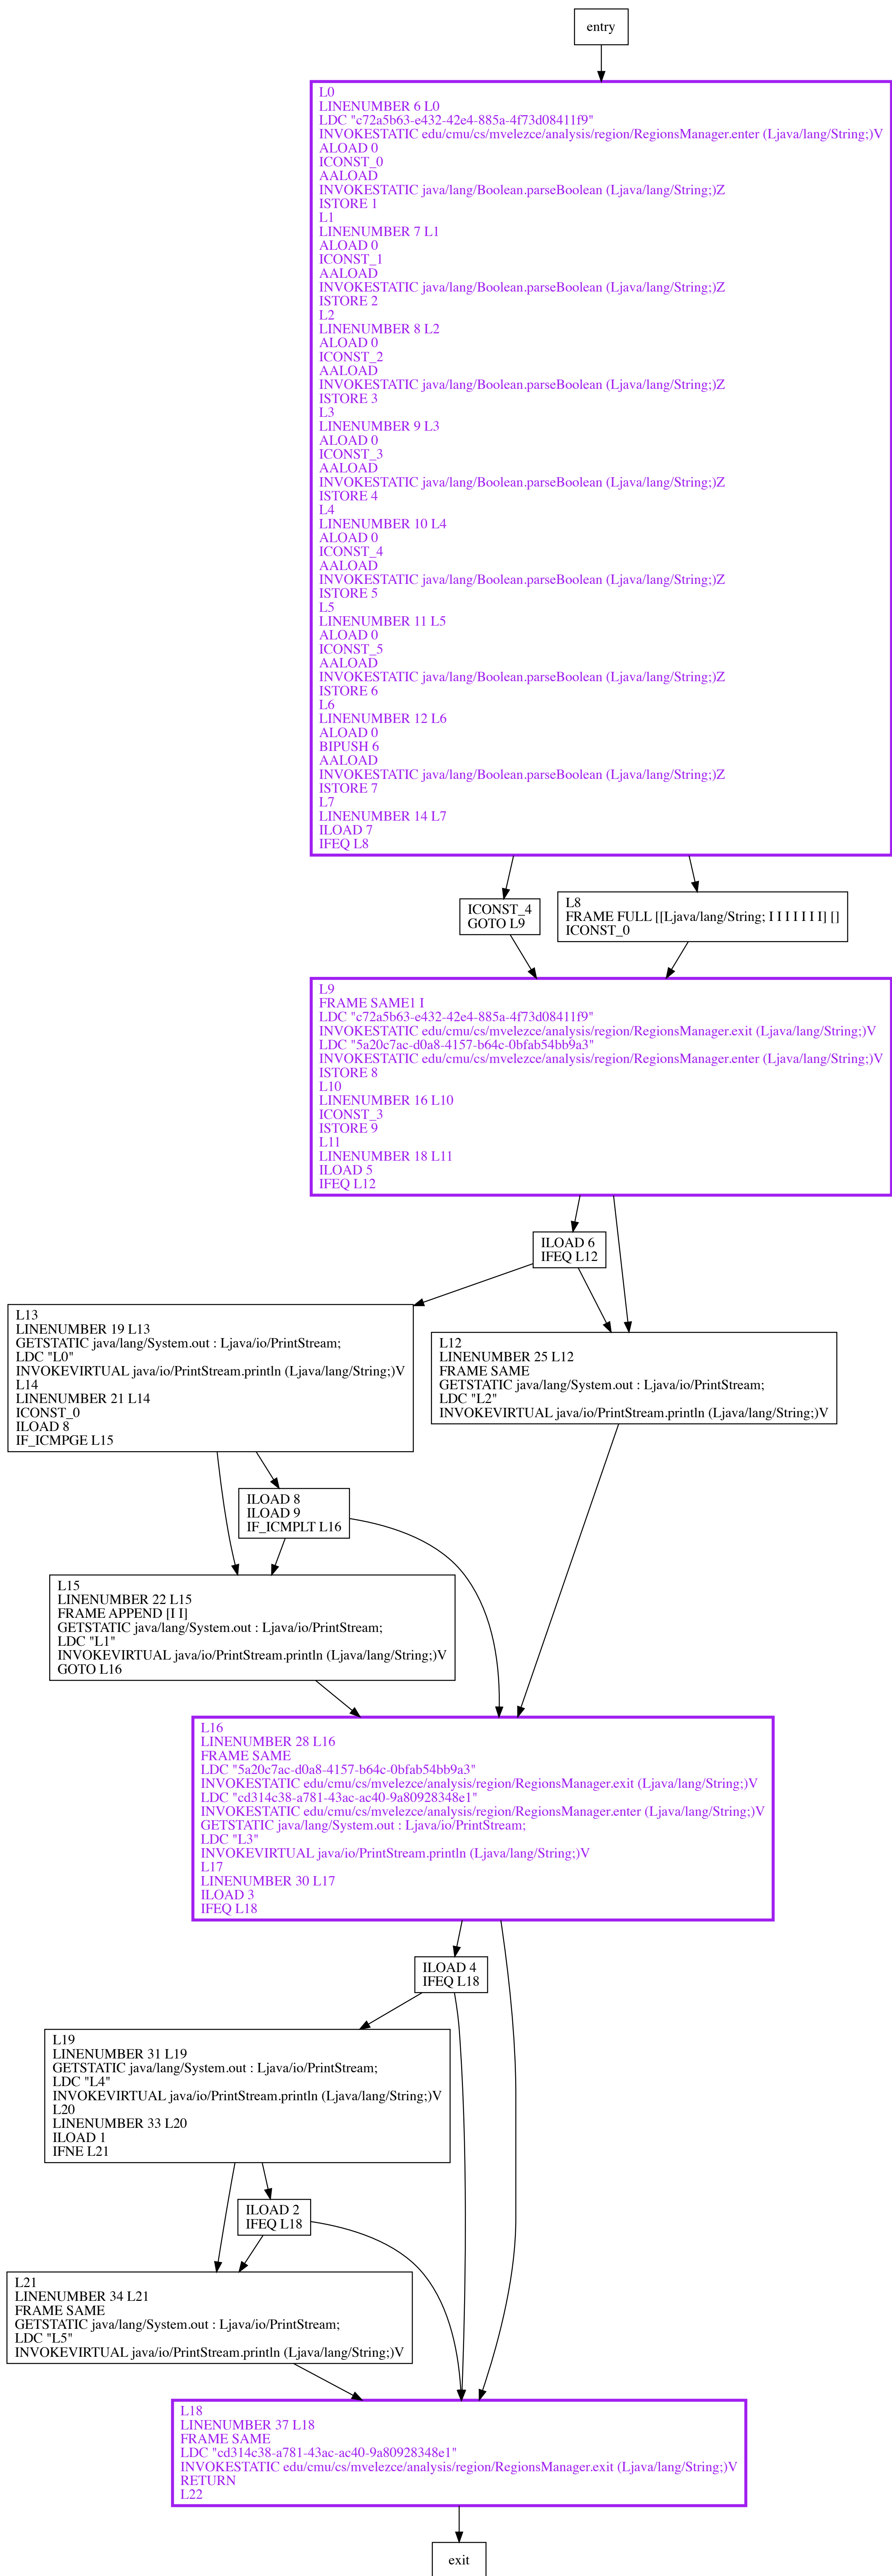 entry
L0
LINENUMBER 6 L0
LDC "c72a5b63-e432-42e4-885a-4f73d08411f9"
INVOKESTATIC edu/cmu/cs/mvelezce/analysis/region/RegionsManager.enter (Ljava/lang/String;)V
ALOAD 0
ICONST_0
AALOAD
INVOKESTATIC java/lang/Boolean.parseBoolean (Ljava/lang/String;)Z
ISTORE 1
L1
LINENUMBER 7 L1
ALOAD 0
ICONST_1
AALOAD
INVOKESTATIC java/lang/Boolean.parseBoolean (Ljava/lang/String;)Z
ISTORE 2
L2
LINENUMBER 8 L2
ALOAD 0
ICONST_2
AALOAD
INVOKESTATIC java/lang/Boolean.parseBoolean (Ljava/lang/String;)Z
ISTORE 3
L3
LINENUMBER 9 L3
ALOAD 0
ICONST_3
AALOAD
INVOKESTATIC java/lang/Boolean.parseBoolean (Ljava/lang/String;)Z
ISTORE 4
L4
LINENUMBER 10 L4
ALOAD 0
ICONST_4
AALOAD
INVOKESTATIC java/lang/Boolean.parseBoolean (Ljava/lang/String;)Z
ISTORE 5
L5
LINENUMBER 11 L5
ALOAD 0
ICONST_5
AALOAD
INVOKESTATIC java/lang/Boolean.parseBoolean (Ljava/lang/String;)Z
ISTORE 6
L6
LINENUMBER 12 L6
ALOAD 0
BIPUSH 6
AALOAD
INVOKESTATIC java/lang/Boolean.parseBoolean (Ljava/lang/String;)Z
ISTORE 7
L7
LINENUMBER 14 L7
ILOAD 7
IFEQ L8
ICONST_4
GOTO L9
L8
FRAME FULL [[Ljava/lang/String; I I I I I I I] []
ICONST_0
L9
FRAME SAME1 I
LDC "c72a5b63-e432-42e4-885a-4f73d08411f9"
INVOKESTATIC edu/cmu/cs/mvelezce/analysis/region/RegionsManager.exit (Ljava/lang/String;)V
LDC "5a20c7ac-d0a8-4157-b64c-0bfab54bb9a3"
INVOKESTATIC edu/cmu/cs/mvelezce/analysis/region/RegionsManager.enter (Ljava/lang/String;)V
ISTORE 8
L10
LINENUMBER 16 L10
ICONST_3
ISTORE 9
L11
LINENUMBER 18 L11
ILOAD 5
IFEQ L12
ILOAD 6
IFEQ L12
L13
LINENUMBER 19 L13
GETSTATIC java/lang/System.out : Ljava/io/PrintStream;
LDC "L0"
INVOKEVIRTUAL java/io/PrintStream.println (Ljava/lang/String;)V
L14
LINENUMBER 21 L14
ICONST_0
ILOAD 8
IF_ICMPGE L15
L12
LINENUMBER 25 L12
FRAME SAME
GETSTATIC java/lang/System.out : Ljava/io/PrintStream;
LDC "L2"
INVOKEVIRTUAL java/io/PrintStream.println (Ljava/lang/String;)V
ILOAD 8
ILOAD 9
IF_ICMPLT L16
L15
LINENUMBER 22 L15
FRAME APPEND [I I]
GETSTATIC java/lang/System.out : Ljava/io/PrintStream;
LDC "L1"
INVOKEVIRTUAL java/io/PrintStream.println (Ljava/lang/String;)V
GOTO L16
L16
LINENUMBER 28 L16
FRAME SAME
LDC "5a20c7ac-d0a8-4157-b64c-0bfab54bb9a3"
INVOKESTATIC edu/cmu/cs/mvelezce/analysis/region/RegionsManager.exit (Ljava/lang/String;)V
LDC "cd314c38-a781-43ac-ac40-9a80928348e1"
INVOKESTATIC edu/cmu/cs/mvelezce/analysis/region/RegionsManager.enter (Ljava/lang/String;)V
GETSTATIC java/lang/System.out : Ljava/io/PrintStream;
LDC "L3"
INVOKEVIRTUAL java/io/PrintStream.println (Ljava/lang/String;)V
L17
LINENUMBER 30 L17
ILOAD 3
IFEQ L18
ILOAD 4
IFEQ L18
L19
LINENUMBER 31 L19
GETSTATIC java/lang/System.out : Ljava/io/PrintStream;
LDC "L4"
INVOKEVIRTUAL java/io/PrintStream.println (Ljava/lang/String;)V
L20
LINENUMBER 33 L20
ILOAD 1
IFNE L21
ILOAD 2
IFEQ L18
L21
LINENUMBER 34 L21
FRAME SAME
GETSTATIC java/lang/System.out : Ljava/io/PrintStream;
LDC "L5"
INVOKEVIRTUAL java/io/PrintStream.println (Ljava/lang/String;)V
L18
LINENUMBER 37 L18
FRAME SAME
LDC "cd314c38-a781-43ac-ac40-9a80928348e1"
INVOKESTATIC edu/cmu/cs/mvelezce/analysis/region/RegionsManager.exit (Ljava/lang/String;)V
RETURN
L22
exit